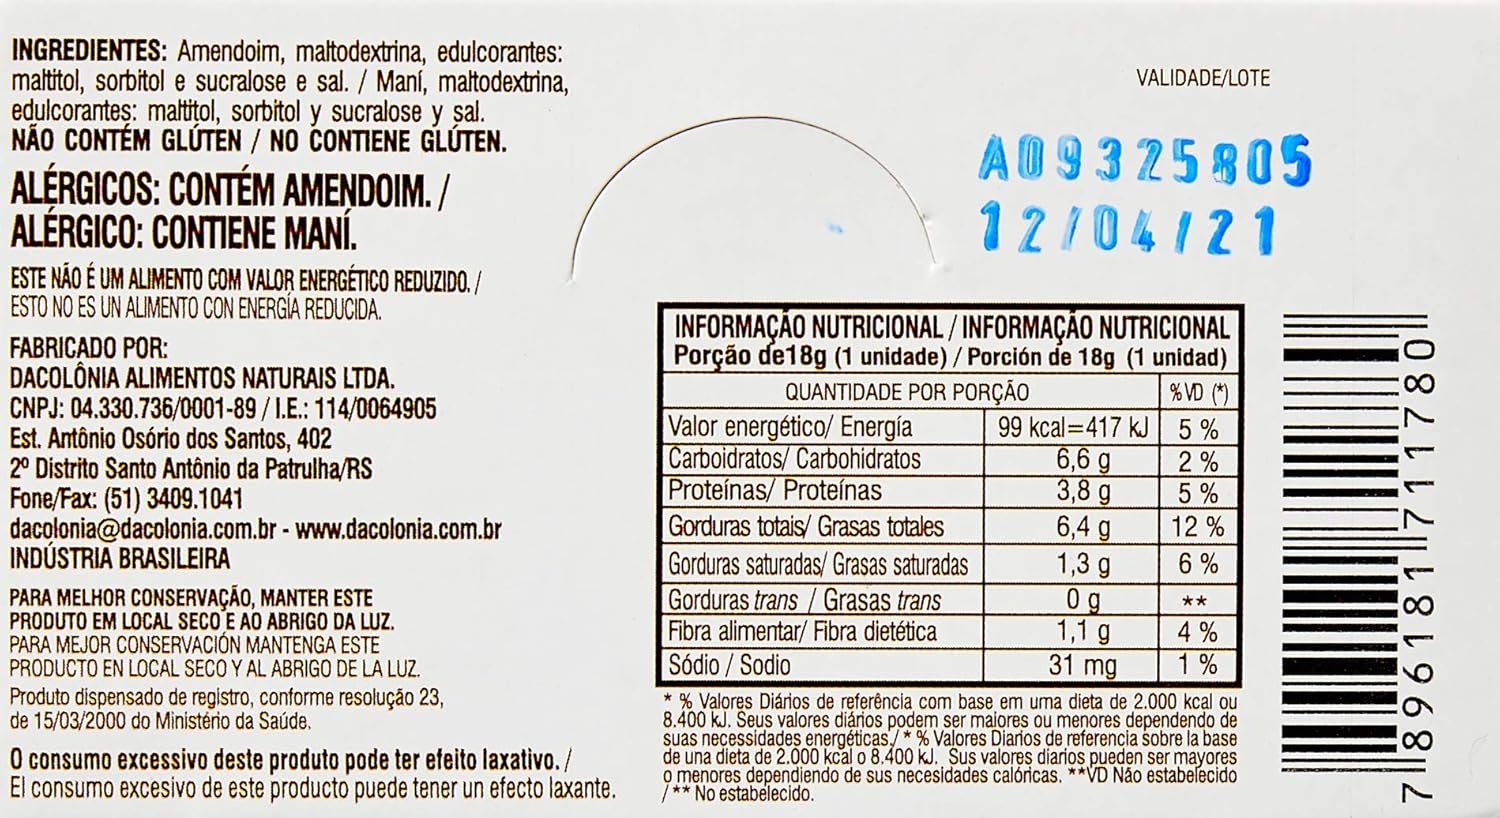 INGREDIENTES: Amendoim, maltodextrina, edulcorantes:
maltitol, sorbitol e sucralose e sal. / Maní, maltodextrina,
edulcorantes: maltitol, sorbitol y sucralose y sal.
NÃO CONTÉM GLÚTEN / NO CONTIENE GLÚTEN.
ALÉRGICOS: CONTÉM AMENDOIM. /
ALÉRGICO: CONTIENE MANÍ.
ESTE NÃO É UM ALIMENTO COM VALOR ENERGÉTICO REDUZIDO. /
ESTO NO ES UN ALIMENTO CON ENERGÍA REDUCIDA.
FABRICADO POR:
DACOLÔNIA ALIMENTOS NATURAIS LTDA.
CNPJ: 04.330.736/0001-89 / I.E.: 114/0064905
Est. Antônio Osório dos Santos, 402
2º Distrito Santo Antônio da Patrulha/RS
Fone/Fax: (51) 3409.1041
dacolonia@dacolonia.com.br - www.dacolonia.com.br
INDÚSTRIA BRASILEIRA
PARA MELHOR CONSERVAÇÃO, MANTER ESTE
PRODUTO EM LOCAL SECO E AO ABRIGO DA LUZ.
PARA MEJOR CONSERVACIÓN MANTENGA ESTE
PRODUCTO EN LOCAL SECO Y AL ABRIGO DE LA LUZ.
Produto dispensado de registro, conforme resolução 23,
de 15/03/2000 do Ministério da Saúde.
O consumo excessivo deste produto pode ter efeito laxativo. /
El consumo excesivo de este producto puede tener un efecto laxante.
VALIDADE/LOTE
A09325805
12/04/21
INFORMAÇÃO NUTRICIONAL / INFORMAÇÃO NUTRICIONAL
Porção de18g (1 unidade) / Porción de 18g (1 unidad)
QUANTIDADE POR PORÇÃO %VD (*)
Valor energético/ Energía 99 kcal=417 kJ 5 %
Carboidratos/ Carbohidratos 6,6 g 2 %
Proteínas/ Proteínas 3,8 g 5 %
Gorduras totais/ Grasas totales 6,4 g 12 %
Gorduras saturadas/ Grasas saturadas 1,3 g 6 %
Gorduras trans / Grasas trans 0 g **
Fibra alimentar/ Fibra dietética 1,1 g 4 %
Sódio / Sodio 31 mg 1 %
* % Valores Diários de referência com base em uma dieta de 2.000 kcal ou
8.400 kJ. Seus valores diários podem ser maiores ou menores dependendo de
suas necessidades energéticas./ * % Valores Diarios de referencia sobre la base
de una dieta de 2.000 kcal o 8.400 kJ. Sus valores diarios pueden ser mayores
o menores dependiendo de sus necesidades calóricas. **VD Não estabelecido
/ ** No establecido.
7 896181 711780